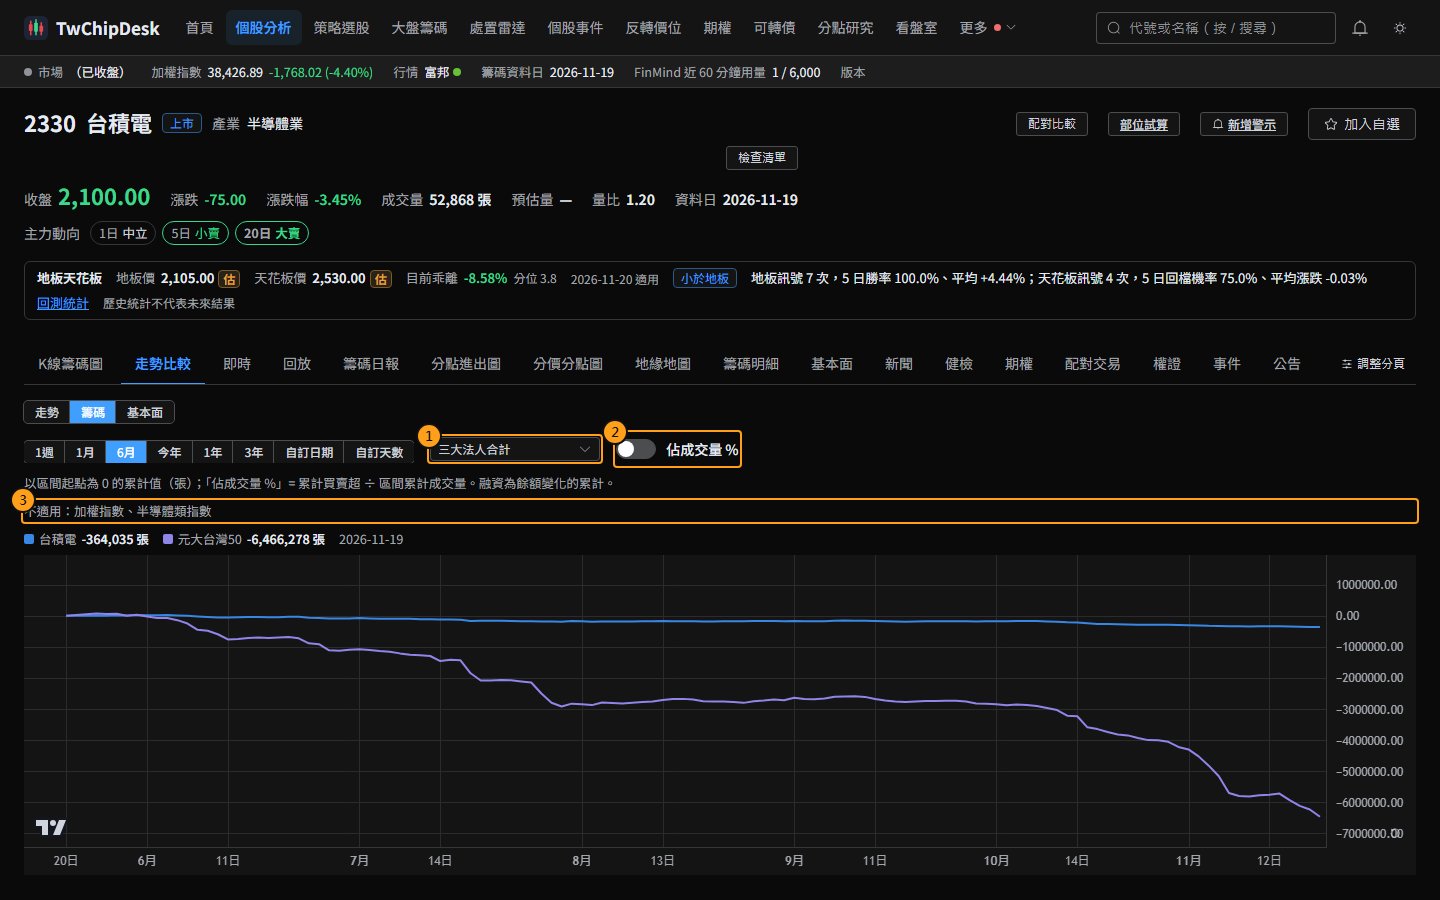 TwChipDesk 首頁 個股分析 策略選股 大盤籌碼 處置雷達 個股事件 反轉價位 期權 可轉債 分點研究 看盤室 更多 代號或名稱（按 / 搜尋）
市場 （已收盤） 加權指數 38,426.89 -1,768.02 (-4.40%) 行情 富邦 籌碼資料日 2026-11-19 FinMind 近 60 分鐘用量 1 / 6,000 版本
2330 台積電 上市 產業 半導體業 配對比較 部位試算 新增警示 加入自選
檢查清單
收盤 2,100.00 漲跌 -75.00 漲跌幅 -3.45% 成交量 52,868 張 預估量 — 量比 1.20 資料日 2026-11-19
主力動向 1日 中立 5日 小賣 20日 大賣
地板天花板 地板價 2,105.00 估 天花板價 2,530.00 估 目前乖離 -8.58% 分位 3.8 2026-11-20 適用 小於地板 地板訊號 7 次，5 日勝率 100.0%、平均 +4.44%；天花板訊號 4 次，5 日回檔機率 75.0%、平均漲跌 -0.03%
回測統計 歷史統計不代表未來結果
K線籌碼圖 走勢比較 即時 回放 籌碼日報 分點進出圖 分價分點圖 地緣地圖 籌碼明細 基本面 新聞 健檢 期權 配對交易 權證 事件 公告 調整分頁
走勢 籌碼 基本面
1週 1月 6月 今年 1年 3年 自訂日期 自訂天數 1 三大法人合計 2 佔成交量 %
以區間起點為 0 的累計值（張）；「佔成交量 %」= 累計買賣超 ÷ 區間累計成交量。融資為餘額變化的累計。
3 不適用：加權指數、半導體類指數
台積電 -364,035 張 元大台灣50 -6,466,278 張 2026-11-19
1000000.00
0.00
-1000000.00
-2000000.00
-3000000.00
-4000000.00
-5000000.00
-6000000.00
-7000000.00
20日 6月 11日 7月 14日 8月 13日 9月 11日 10月 14日 11月 12日